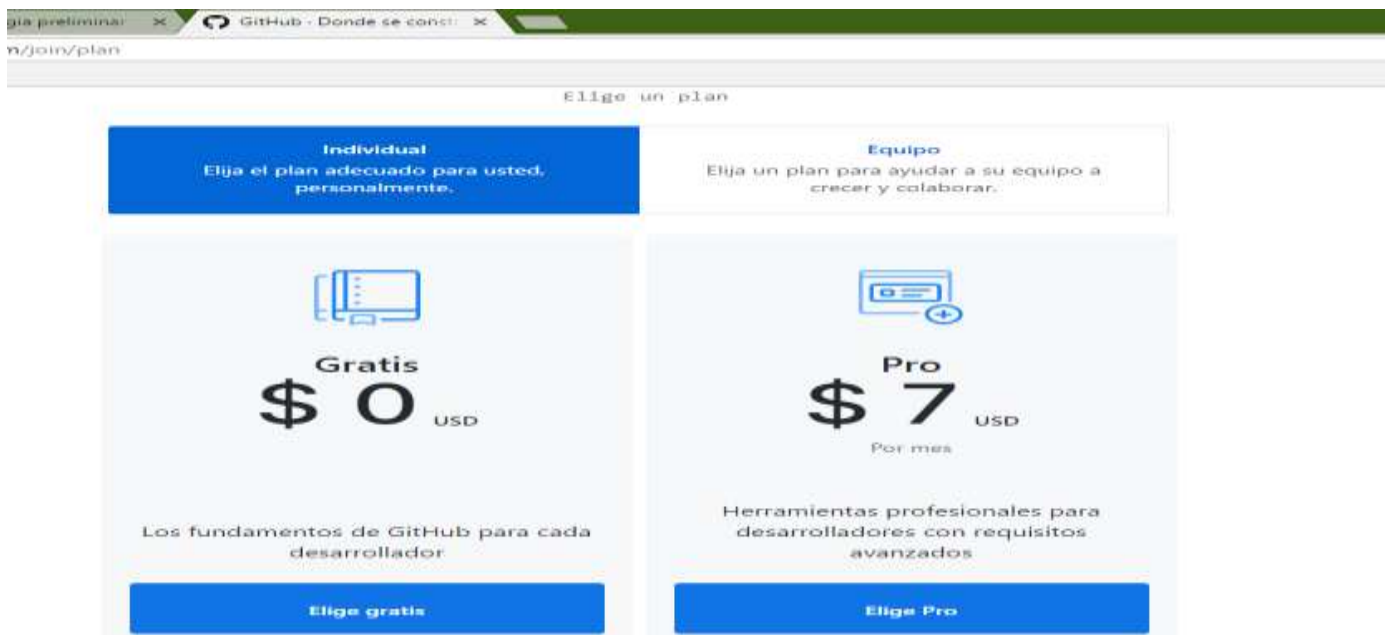 gia preliminar
GitHub - Donde se const
m/join/plan
Elige un plan
Individual
Elija el plan adecuado para usted,
personalmente.
Equipo
Elija un plan para ayudar a su equipo a
crecer y colaborar.
Gratis
$ 0 USD
Los fundamentos de GitHub para cada
desarrollador
Elige gratis
Pro
$ 7 USD
Por mes
Herramientas profesionales para
desarrolladores con requisitos
avanzados
Elige Pro